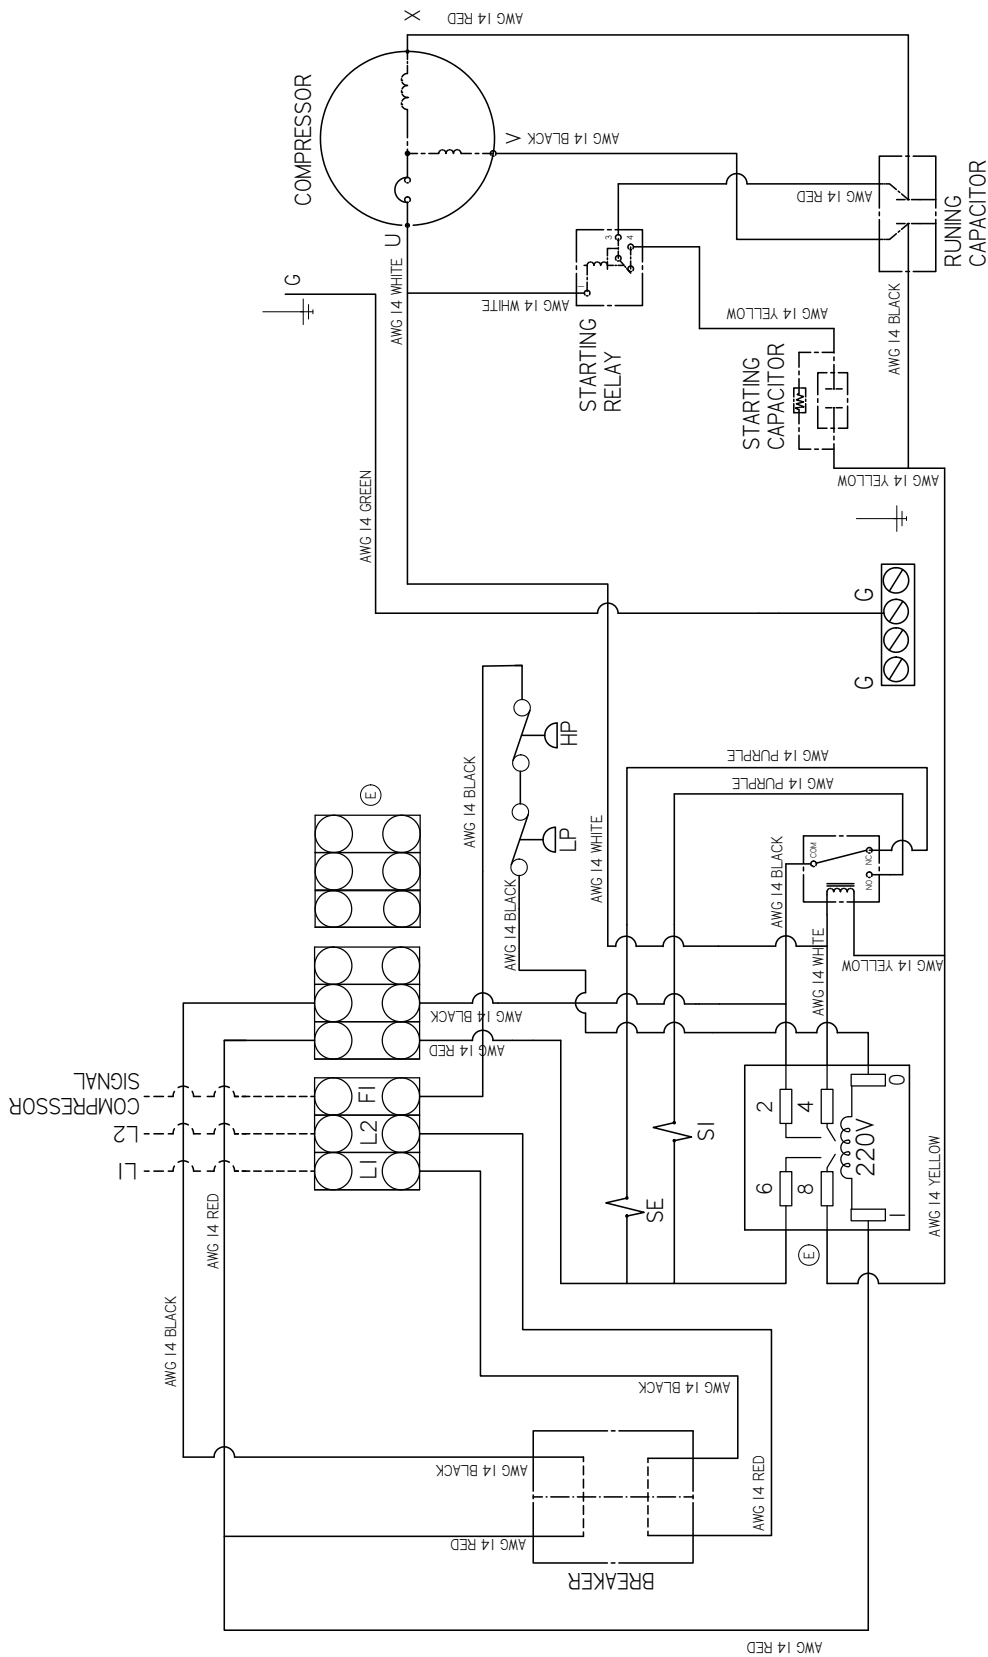 X
AWG 14 RED
COMPRESSOR
V
AWG 14 BLACK
U
AWG 14 WHITE
G
AWG 14 WHITE
1
3
4
STARTING
RELAY
AWG 14 RED
RUNING
CAPACITOR
AWG 14 YELLOW
STARTING
CAPACITOR
AWG 14 BLACK
AWG 14 YELLOW
AWG 14 GREEN
G
G
AWG 14 BLACK
HP
LP
AWG 14 BLACK
AWG 14 WHITE
AWG 14 PURPLE
AWG 14 PURPLE
E
AWG 14 BLACK
COM
NC
NO
AWG 14 WHITE
AWG 14 YELLOW
AWG 14 BLACK
AWG 14 RED
COMPRESSOR
SIGNAL
L2
L1
F1
L2
L1
AWG 14 RED
AWG 14 BLACK
SI
SE
2
4
0
6
8
1
220V
E
AWG 14 YELLOW
AWG 14 BLACK
AWG 14 RED
AWG 14 BLACK
AWG 14 RED
BREAKER
AWG 14 RED